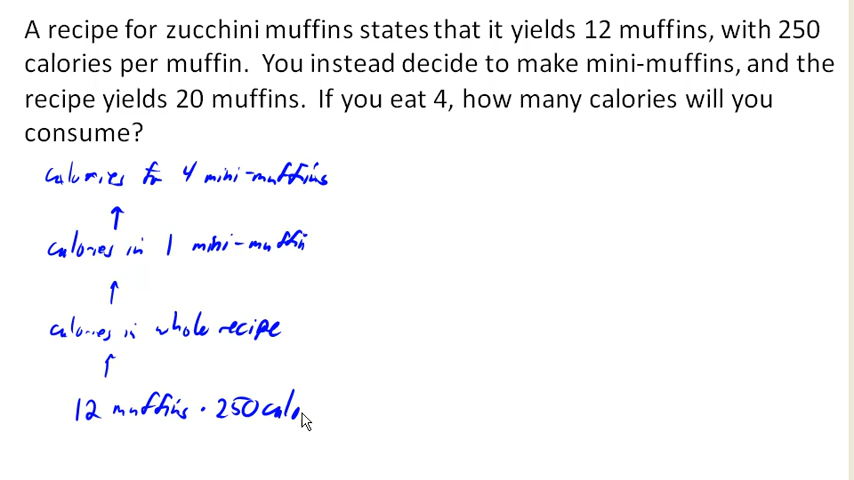 A recipe for zucchini muffins states that it yields 12 muffins, with 250
calories per muffin. You instead decide to make mini-muffins, and the
recipe yields 20 muffins. If you eat 4, how many calories will you
consume?
calories for 4 mini-muffins
↑
calories in 1 mini-muffin
↑
calories in whole recipe
↑
12 muffins · 250 calo